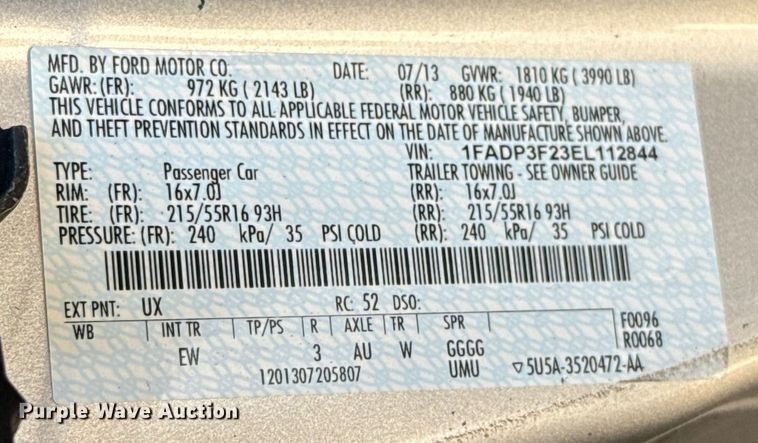 MFD. BY FORD MOTOR CO. DATE: 07/13 GVWR: 1810 KG ( 3990 LB)
GAWR: (FR): 972 KG ( 2143 LB) (RR): 880 KG ( 1940 LB)
THIS VEHICLE CONFORMS TO ALL APPLICABLE FEDERAL MOTOR VEHICLE SAFETY, BUMPER,
AND THEFT PREVENTION STANDARDS IN EFFECT ON THE DATE OF MANUFACTURE SHOWN ABOVE.
VIN: 1FADP3F23EL112844
TYPE: Passenger Car TRAILER TOWING - SEE OWNER GUIDE
RIM: (FR): 16x7.0J (RR): 16x7.0J
TIRE: (FR): 215/55R16 93H (RR): 215/55R16 93H
PRESSURE: (FR): 240 kPa/ 35 PSI COLD (RR): 240 kPa/ 35 PSI COLD
EXT PNT: UX RC: 52 DSO:
WB INT TR TP/PS R AXLE TR SPR F0096
EW 3 AU W GGGG R0068
1201307205807 UMU ▽5U5A-3520472-AA
Purple Wave Auction